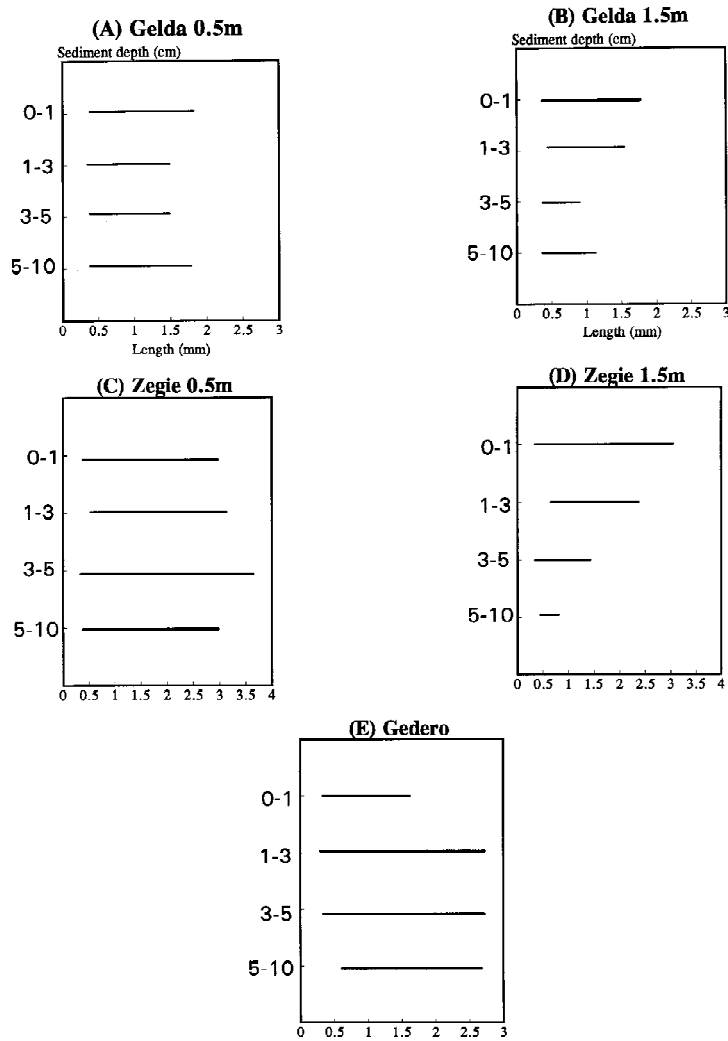 (A) Gelda 0.5m
Sediment depth (cm)
0-1
1-3
3-5
5-10
0 0.5 1 1.5 2 2.5 3
Length (mm)
(B) Gelda 1.5m
Sediment depth (cm)
0-1
1-3
3-5
5-10
0 0.5 1 1.5 2 2.5 3
Length (mm)
(C) Zegie 0.5m
0-1
1-3
3-5
5-10
0 0.5 1 1.5 2 2.5 3 3.5 4
(D) Zegie 1.5m
0-1
1-3
3-5
5-10
0 0.5 1 1.5 2 2.5 3 3.5 4
(E) Gedero
0-1
1-3
3-5
5-10
0 0.5 1 1.5 2 2.5 3